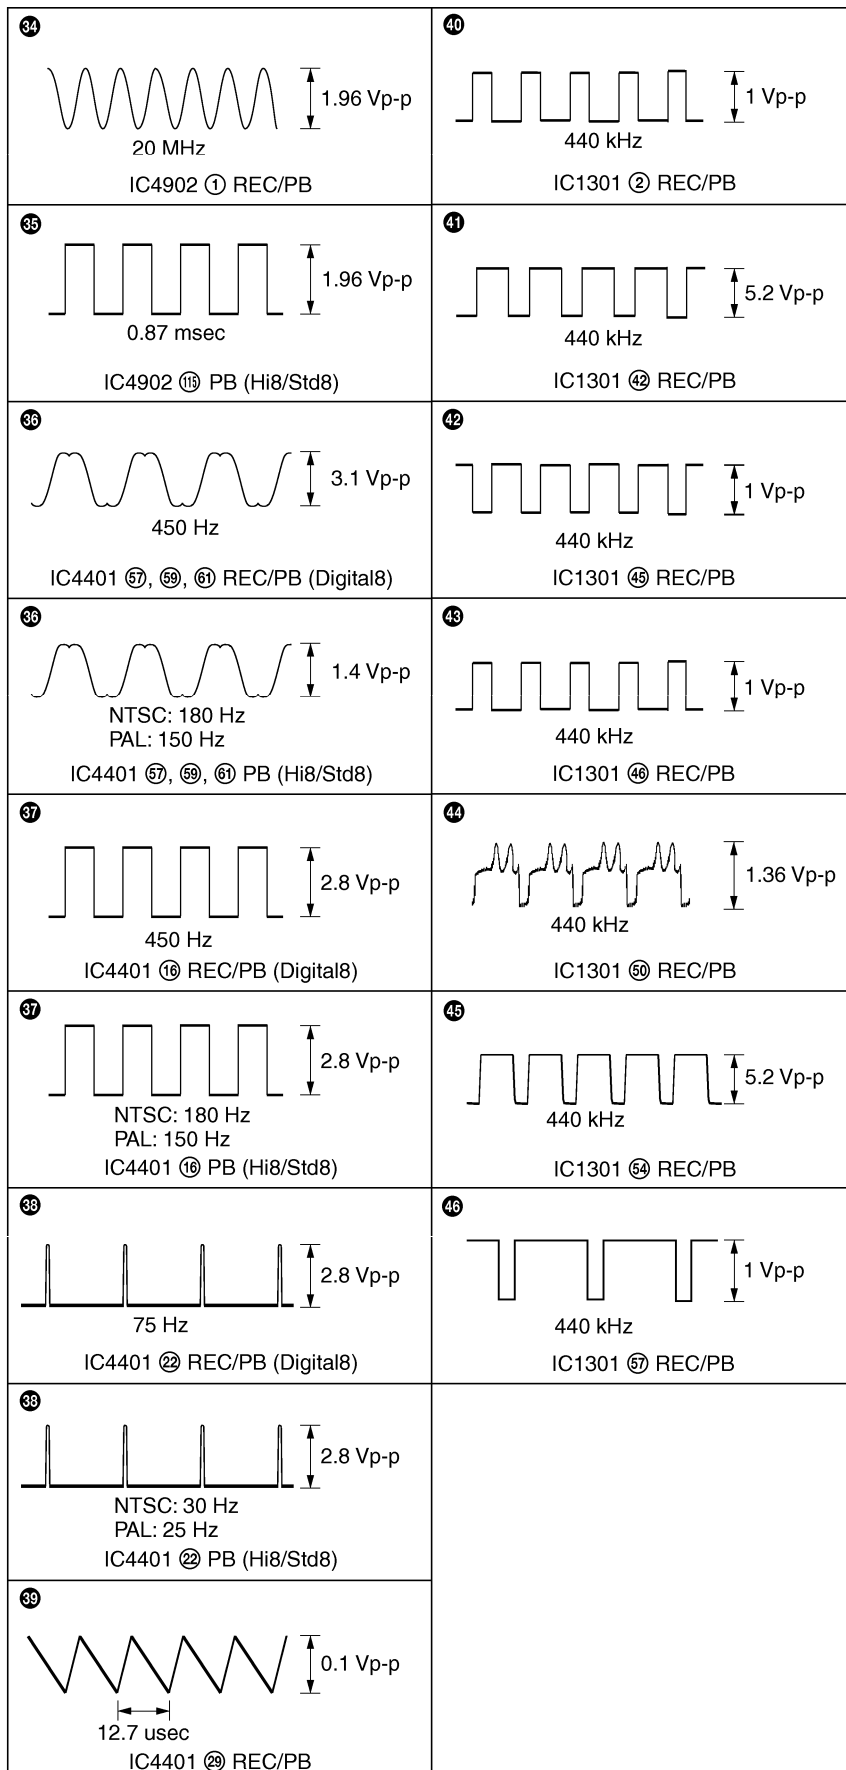 34
1.96 Vp-p
20 MHz
IC4902 ① REC/PB
35
1.96 Vp-p
0.87 msec
IC4902 115 PB (Hi8/Std8)
36
3.1 Vp-p
450 Hz
IC4401 57, 59, 61 REC/PB (Digital8)
36
1.4 Vp-p
NTSC: 180 Hz
PAL: 150 Hz
IC4401 57, 59, 61 PB (Hi8/Std8)
37
2.8 Vp-p
450 Hz
IC4401 16 REC/PB (Digital8)
37
2.8 Vp-p
NTSC: 180 Hz
PAL: 150 Hz
IC4401 16 PB (Hi8/Std8)
38
2.8 Vp-p
75 Hz
IC4401 22 REC/PB (Digital8)
38
2.8 Vp-p
NTSC: 30 Hz
PAL: 25 Hz
IC4401 22 PB (Hi8/Std8)
39
0.1 Vp-p
12.7 usec
IC4401 29 REC/PB
40
1 Vp-p
440 kHz
IC1301 ② REC/PB
41
5.2 Vp-p
440 kHz
IC1301 42 REC/PB
42
1 Vp-p
440 kHz
IC1301 45 REC/PB
43
1 Vp-p
440 kHz
IC1301 46 REC/PB
44
1.36 Vp-p
440 kHz
IC1301 50 REC/PB
45
5.2 Vp-p
440 kHz
IC1301 54 REC/PB
46
1 Vp-p
440 kHz
IC1301 57 REC/PB